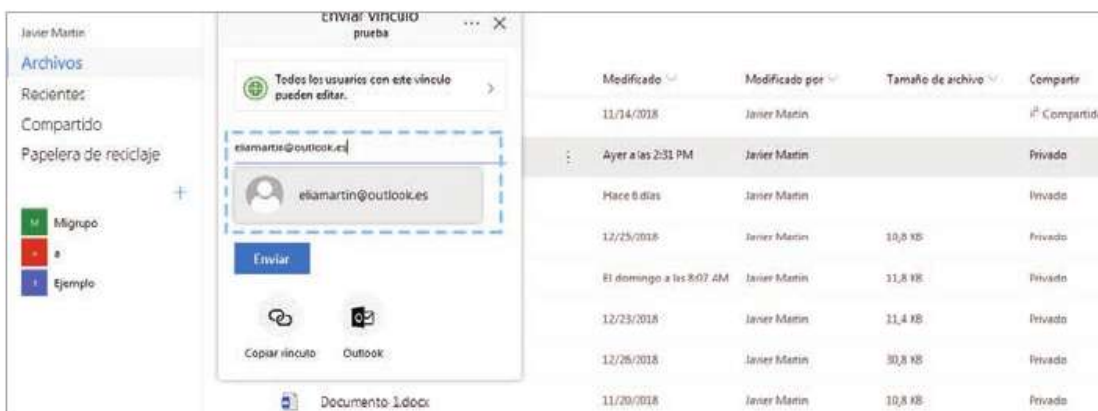 Javier Martin
Archivos
Recientes
Compartido
Papelera de reciclaje
+
M Migrupo
a a
E Ejemplo
Enviar vínculo
prueba
Todos los usuarios con este vínculo
pueden editar.
eliamartin@outlook.es
eliamartin@outlook.es
Enviar
Copiar vínculo Outlook
Documento 1.docx
Modificado Modificado por Tamaño de archivo Compartir
11/14/2018 Javier Martin Compartido
Ayer a las 2:31 PM Javier Martin Privado
Hace 6 días Javier Martin Privado
12/25/2018 Javier Martin 10,8 KB Privado
El domingo a las 8:07 AM Javier Martin 11,8 KB Privado
12/23/2018 Javier Martin 11,4 KB Privado
12/26/2018 Javier Martin 30,8 KB Privado
11/20/2018 Javier Martin 10,8 KB Privado